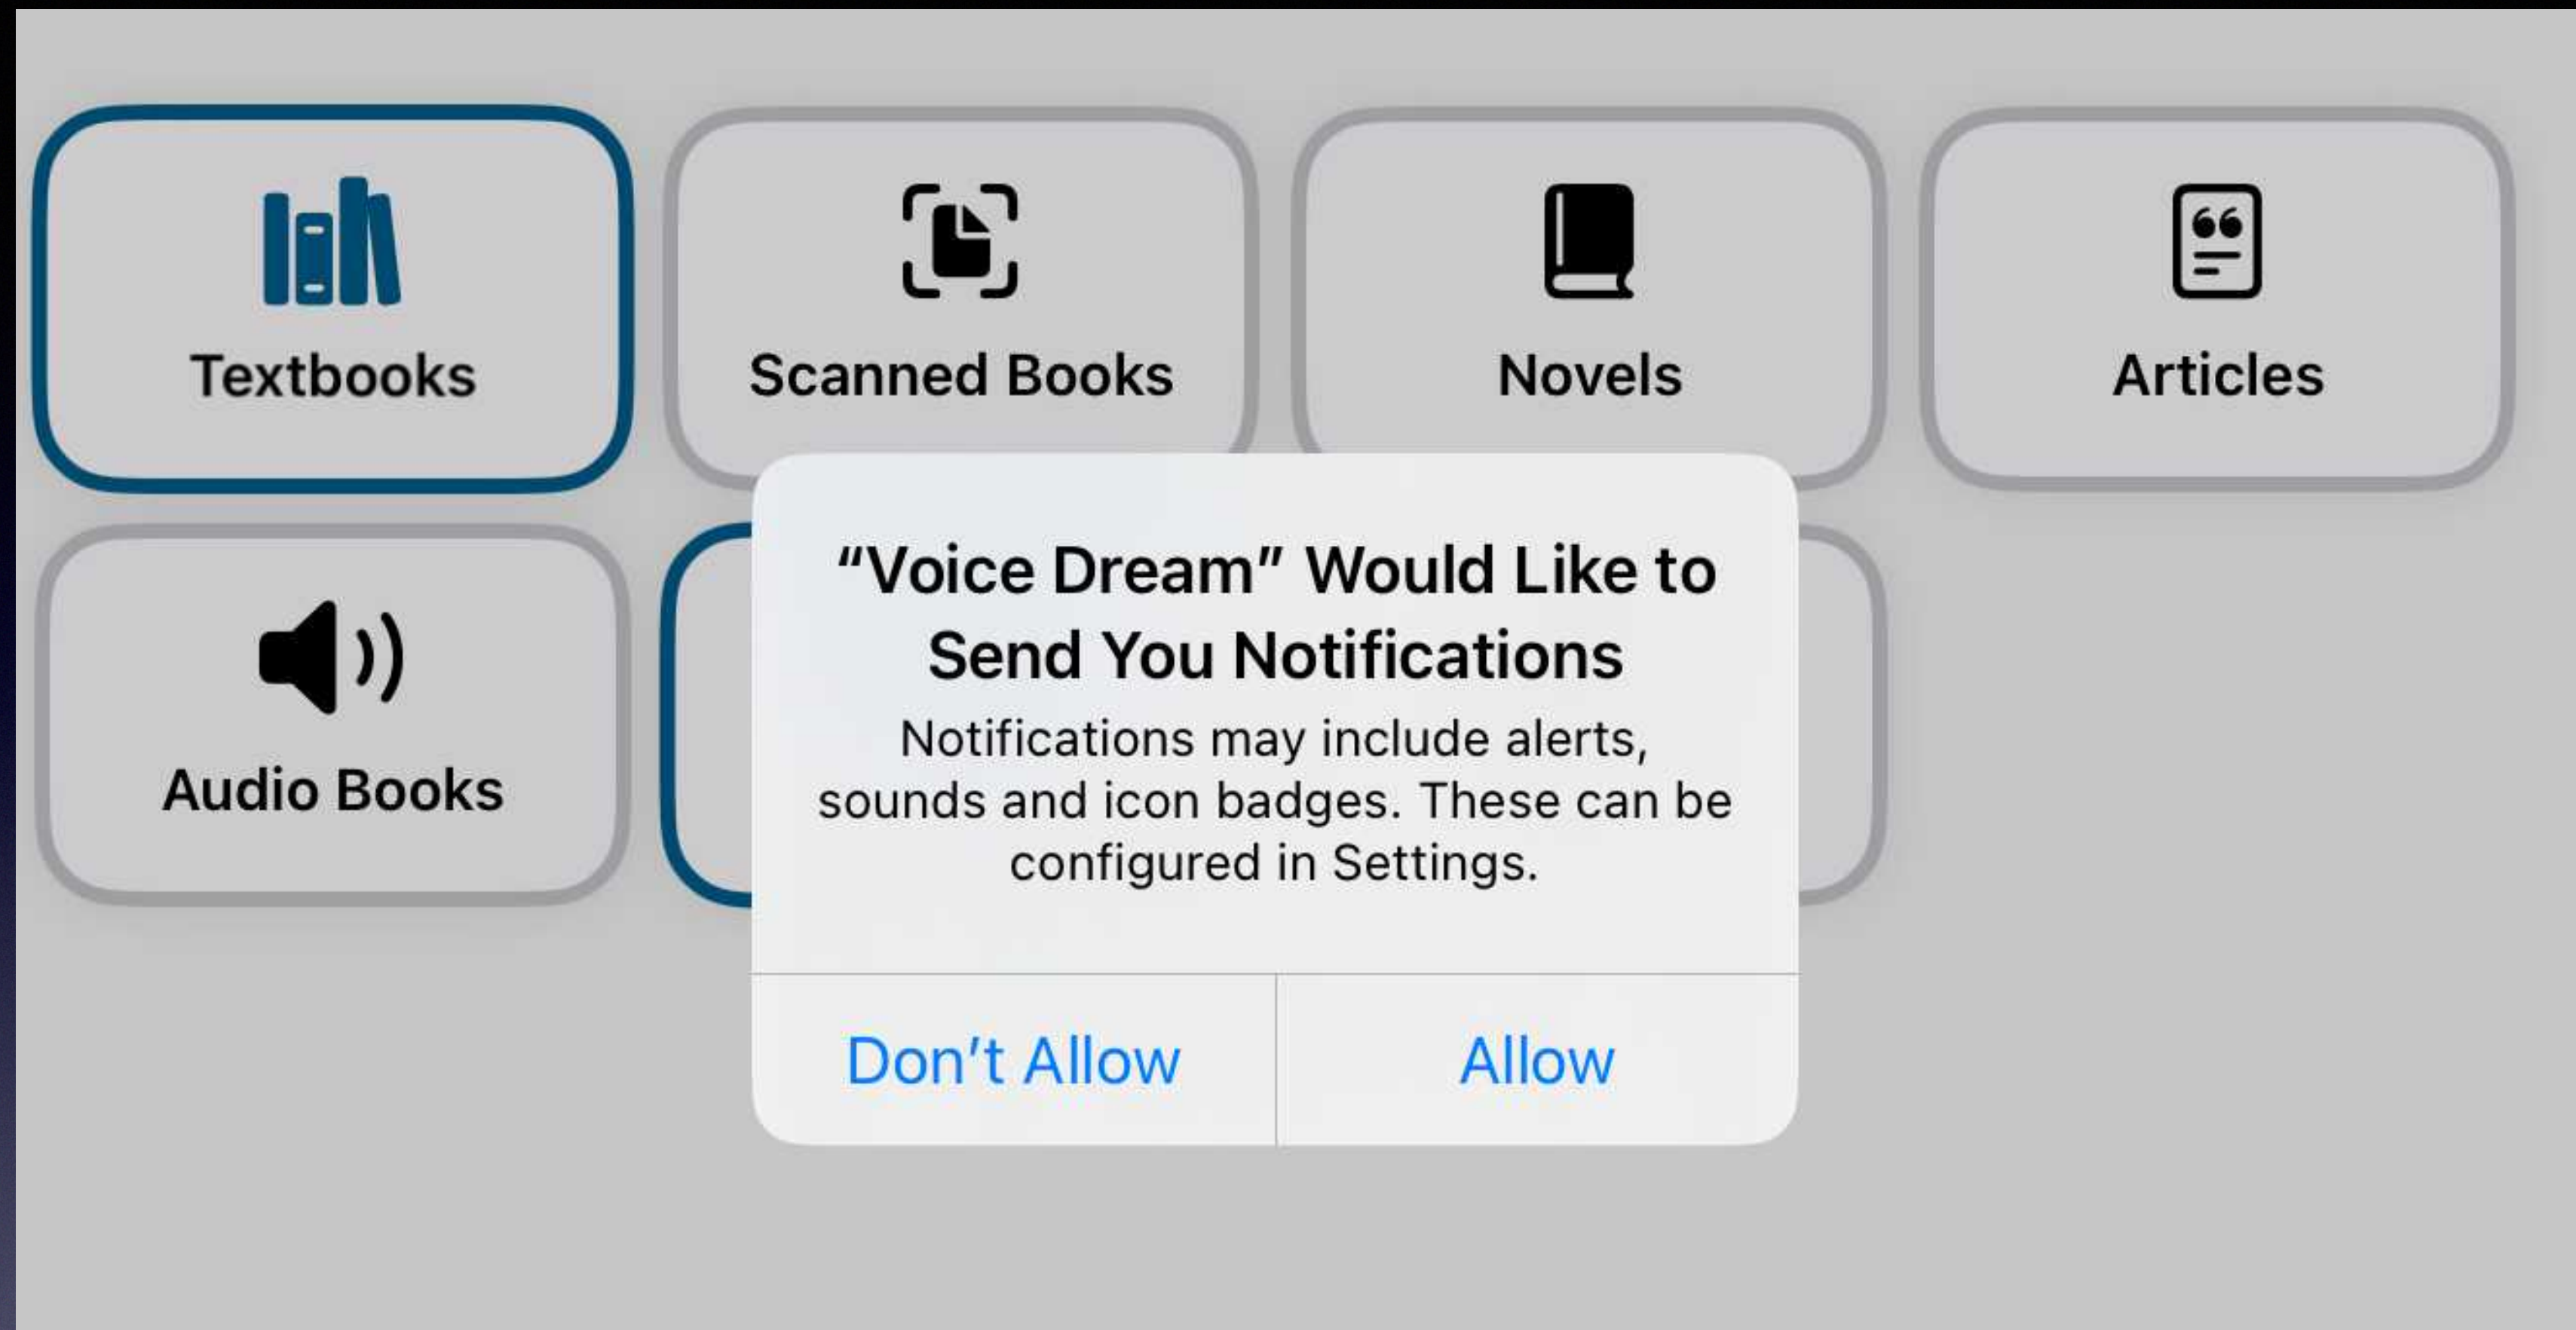 Textbooks
Scanned Books
Novels
Articles
Audio Books
“Voice Dream” Would Like to
Send You Notifications
Notifications may include alerts,
sounds and icon badges. These can be
configured in Settings.
Don’t Allow
Allow